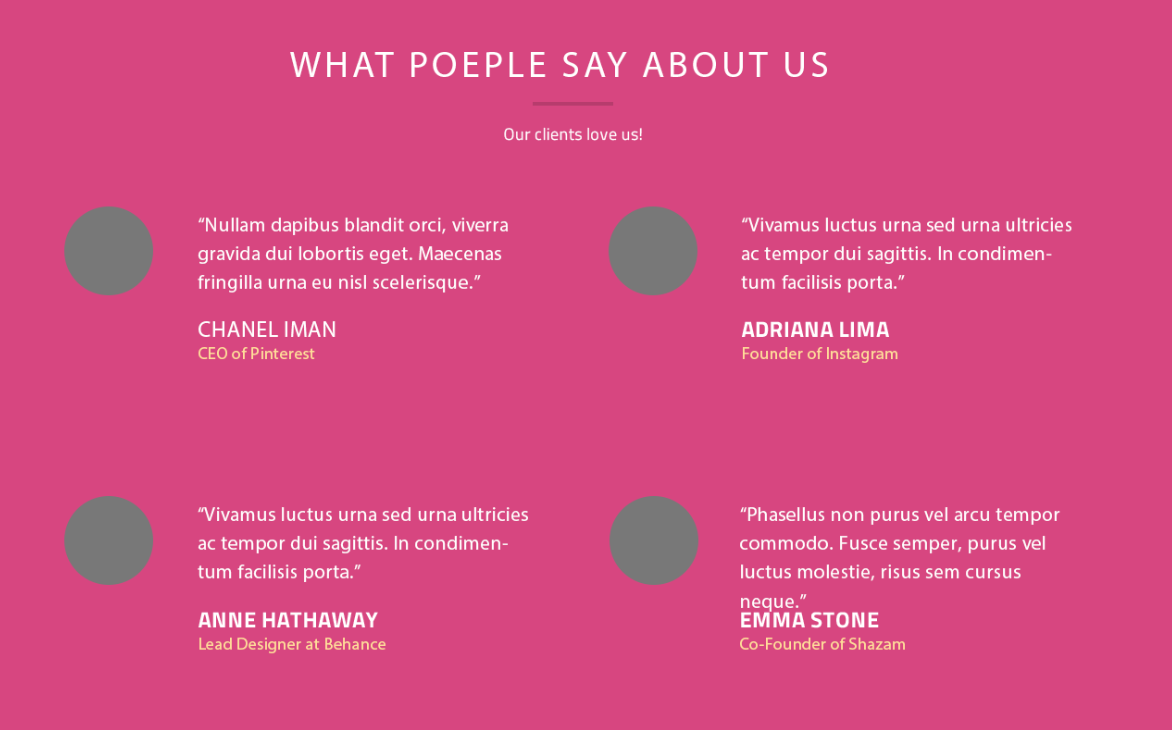 WHAT POEPLE SAY ABOUT US
Our clients love us!
“Nullam dapibus blandit orci, viverra
gravida dui lobortis eget. Maecenas
fringilla urna eu nisl scelerisque.”
CHANEL IMAN
CEO of Pinterest
“Vivamus luctus urna sed urna ultricies
ac tempor dui sagittis. In condimen-
tum facilisis porta.”
ADRIANA LIMA
Founder of Instagram
“Vivamus luctus urna sed urna ultricies
ac tempor dui sagittis. In condimen-
tum facilisis porta.”
ANNE HATHAWAY
Lead Designer at Behance
“Phasellus non purus vel arcu tempor
commodo. Fusce semper, purus vel
luctus molestie, risus sem cursus
neque.”
EMMA STONE
Co-Founder of Shazam